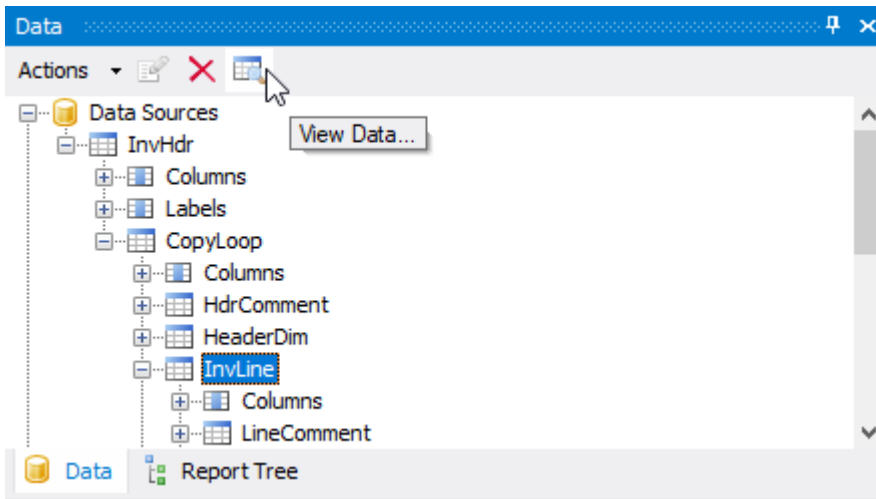 Data
Actions
Data Sources
View Data...
InvHdr
Columns
Labels
CopyLoop
Columns
HdrComment
HeaderDim
InvLine
Columns
LineComment
Data
Report Tree